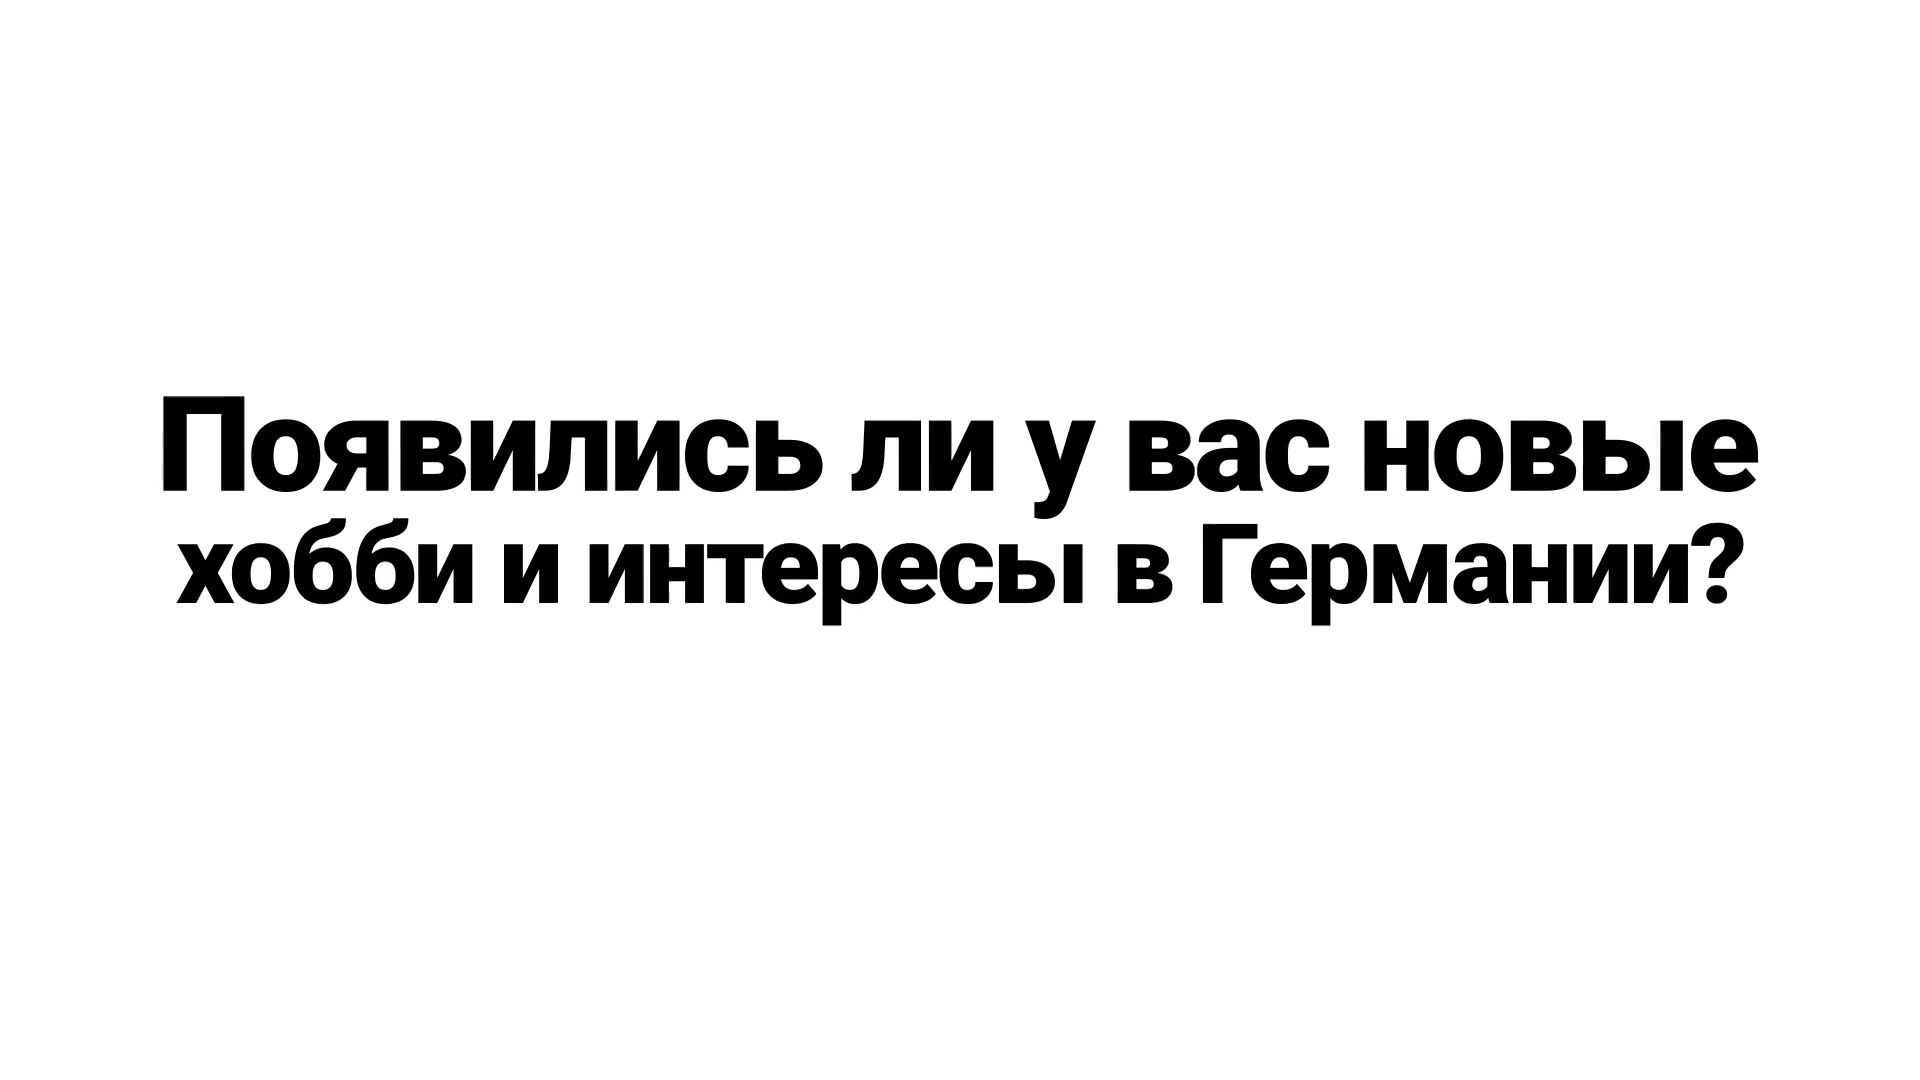 Появились ли у вас новые
хобби и интересы в Германии?